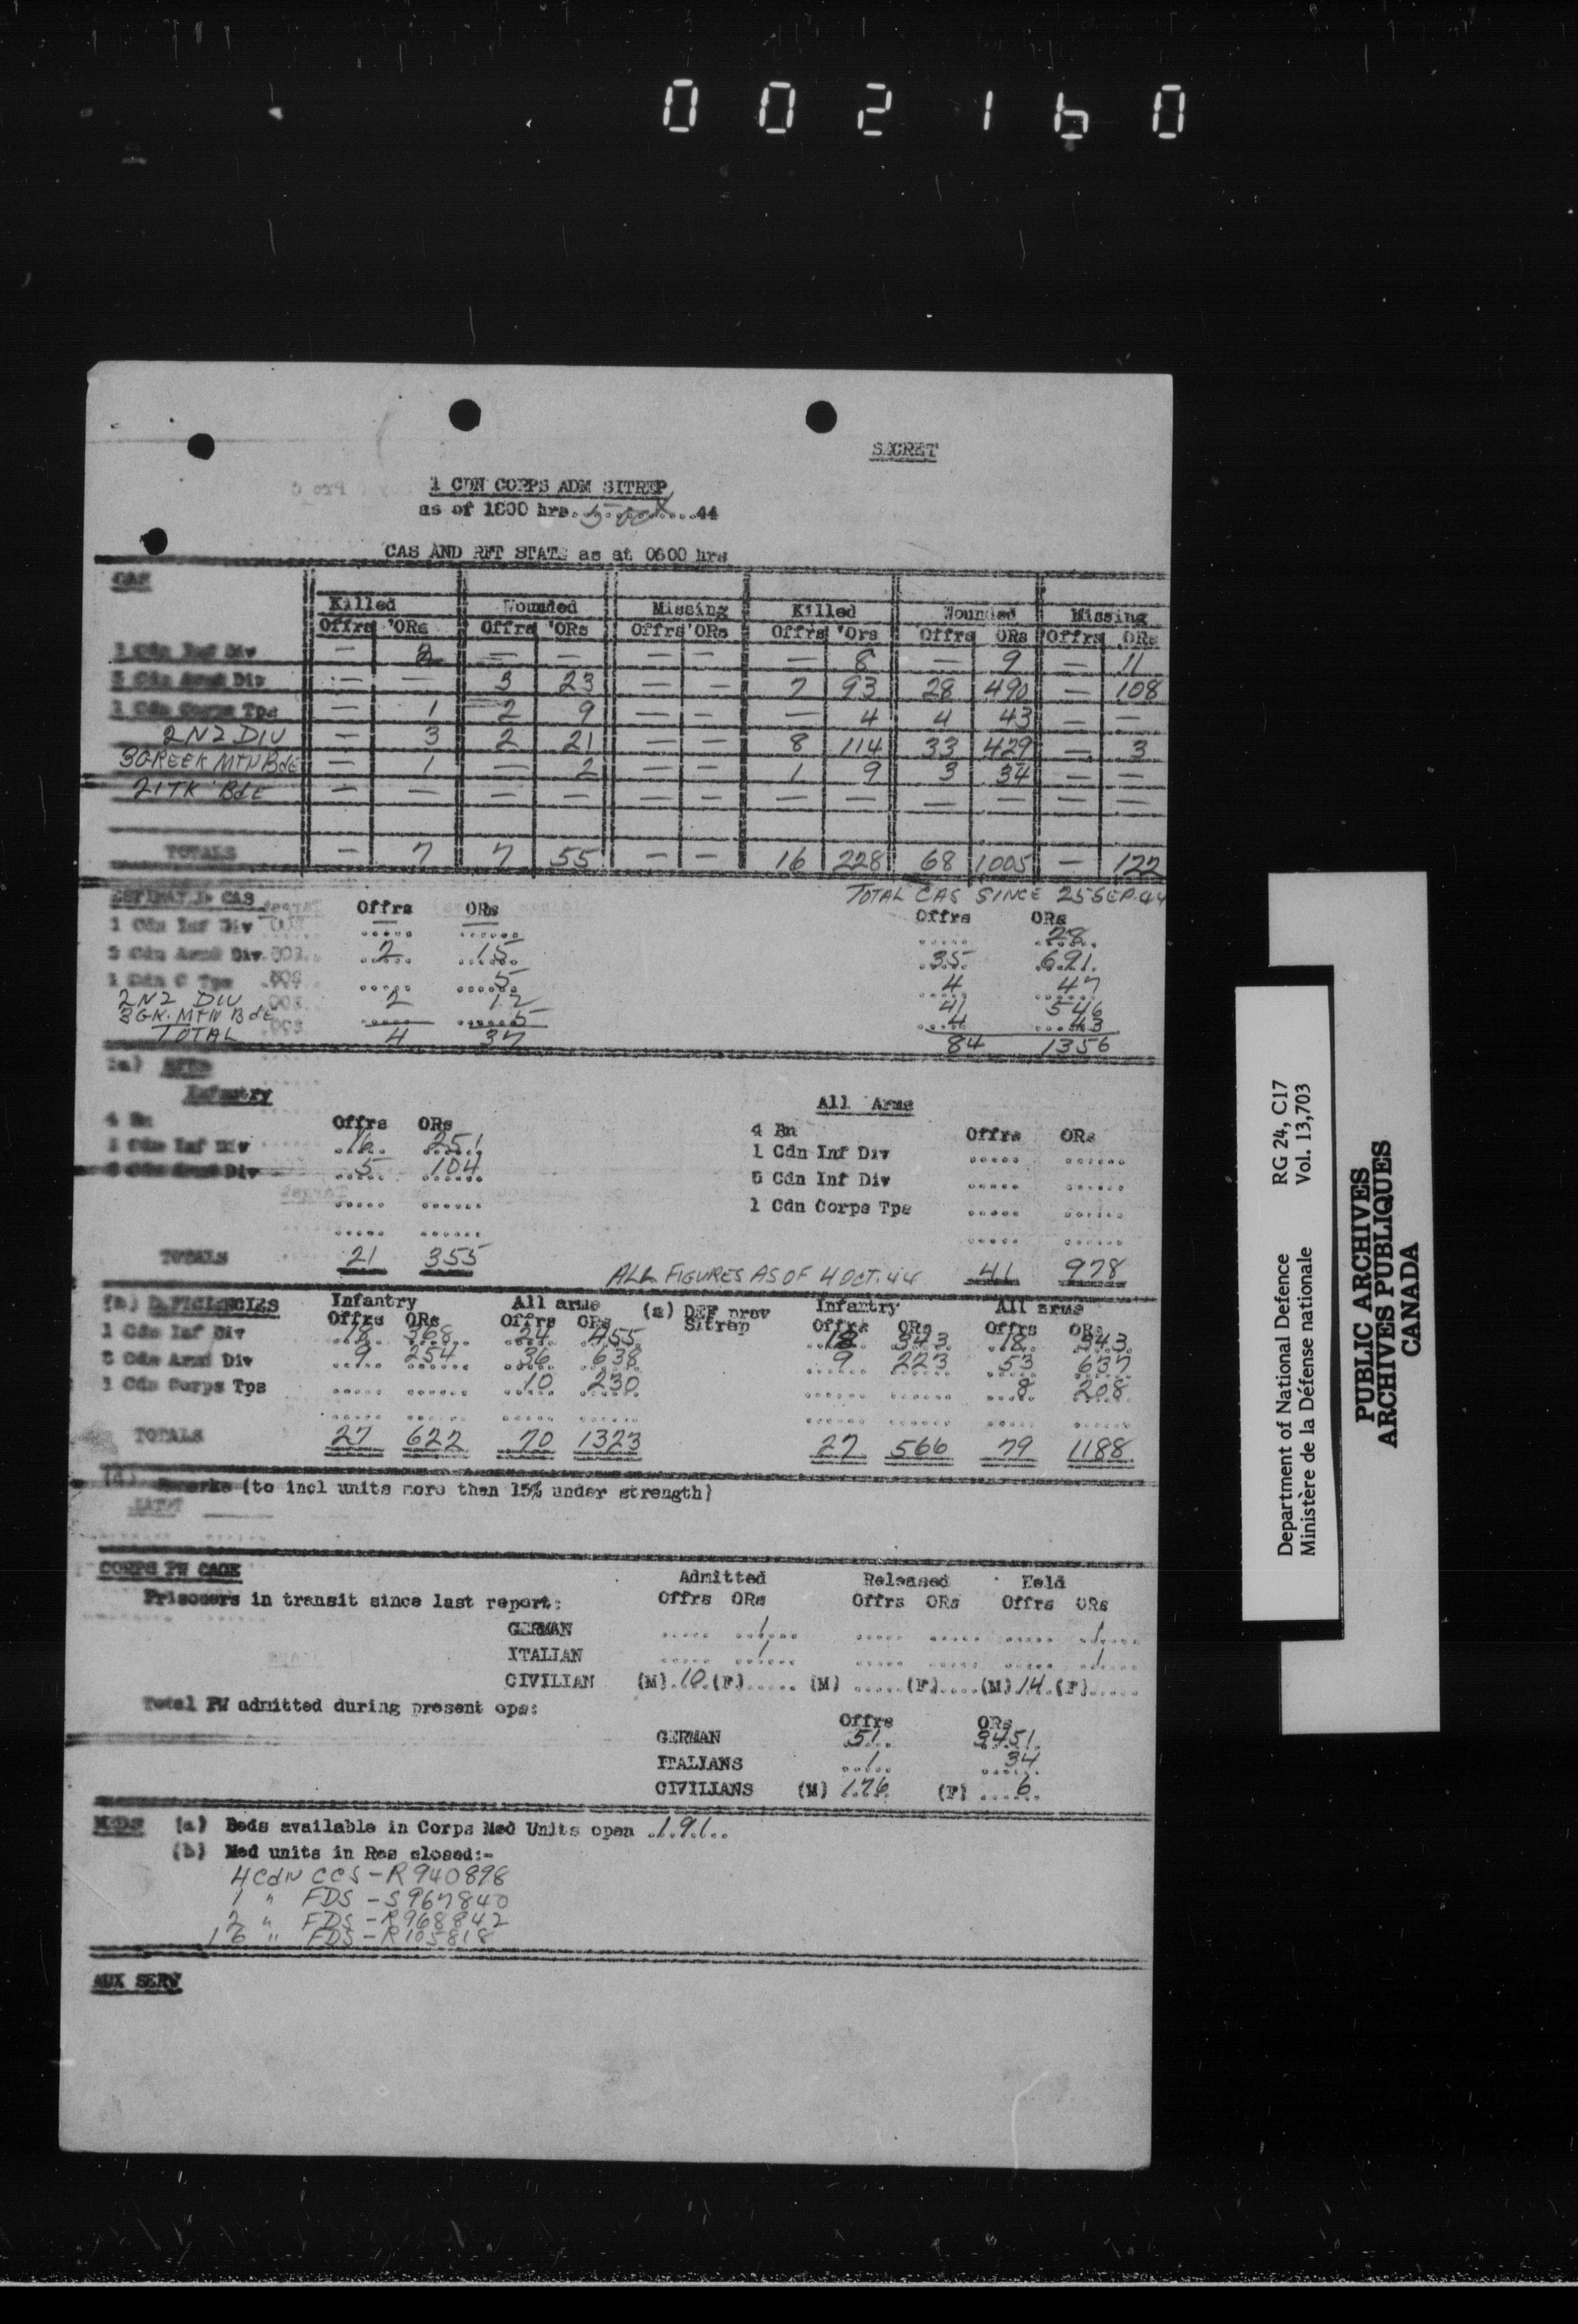 002160
SECRET
1 CDN CORPS ADM SITREP
as of 1800 hrs 5 Oct 44
CAS AND RFT STATE as at 0600 hrs
CAS
Killed Wounded Missing Killed Wounded Missing
Offrs ORs Offrs ORs Offrs ORs Offrs Ors Offrs ORs Offrs ORs
1 Cdn Inf Div — 2 — — — — — 8 — 9 — 11
5 Cdn Armd Div — — 3 23 — — 7 93 28 490 — 108
1 Cdn Corps Tps — 1 2 9 — — — 4 4 43 — —
2 NZ DIV — 3 2 21 — — 8 114 33 429 — 3
3 GREEK MTN BdE — 1 — 2 — — 1 9 3 34 — —
21 TK BdE — — — — — — — — — — — —
TOTALS — 7 7 55 — — 16 228 68 1005 — 122
TOTAL CAS SINCE 25 SEP. 44
ESTIMATED CAS Offrs ORs Offrs ORs
1 Cdn Inf Div ..... ...... ..... 28
5 Cdn Armd Div 2 15 35 691
1 Cdn C Tps ..... 5 4 47
2 NZ DIV 2 12 41 546
3 GK. MTN BdE ..... 5 4 43
TOTAL 4 37 84 1356
(a)
Infantry All Arms
4 Bn Offrs ORs 4 Bn Offrs ORs
1 Cdn Inf Div 16 251 1 Cdn Inf Div ..... ......
5 Cdn Armd Div 5 104 5 Cdn Inf Div ..... ......
1 Cdn Corps Tps ..... ......
TOTALS 21 355 ALL FIGURES AS OF 4 OCT. 44 41 978
(b) DEFICIENCIES Infantry All arms (a) DEF prev Sitrep Infantry All arms
Offrs ORs Offrs ORs Offrs ORs Offrs ORs
1 Cdn Inf Div 18 368 24 455 18 343 18 343
5 Cdn Armd Div 9 254 36 638 9 223 53 637
1 Cdn Corps Tps ..... ...... 10 230 ..... ...... 8 208
TOTALS 27 622 70 1323 27 566 79 1188
(d) Remarks (to incl units more than 15% under strength)
CORPS PW CAGE
Admitted Released Held
Prisoners in transit since last report: Offrs ORs Offrs ORs Offrs ORs
GERMAN ..... 1 ..... ..... ..... 1
ITALIAN ..... 1 ..... ..... ..... 1
CIVILIAN (M) 10 (F)..... (M) .....(F)....(M) 14 (F).....
Total PW admitted during present ops:
Offrs ORs
GERMAN 51 3451
ITALIANS 1 34
CIVILIANS (M) 176 (F) 6
MEDS (a) Beds available in Corps Med Units open 191
(b) Med units in Res closed:-
4 CdN CCS - R 940898
1 " FDS - S 967840
2 " FDS - R 968842
16 " FDS - R 105818
AUX SERV
Department of National Defence RG 24, C17
Ministère de la Défense nationale Vol. 13,703
PUBLIC ARCHIVES
ARCHIVES PUBLIQUES
CANADA